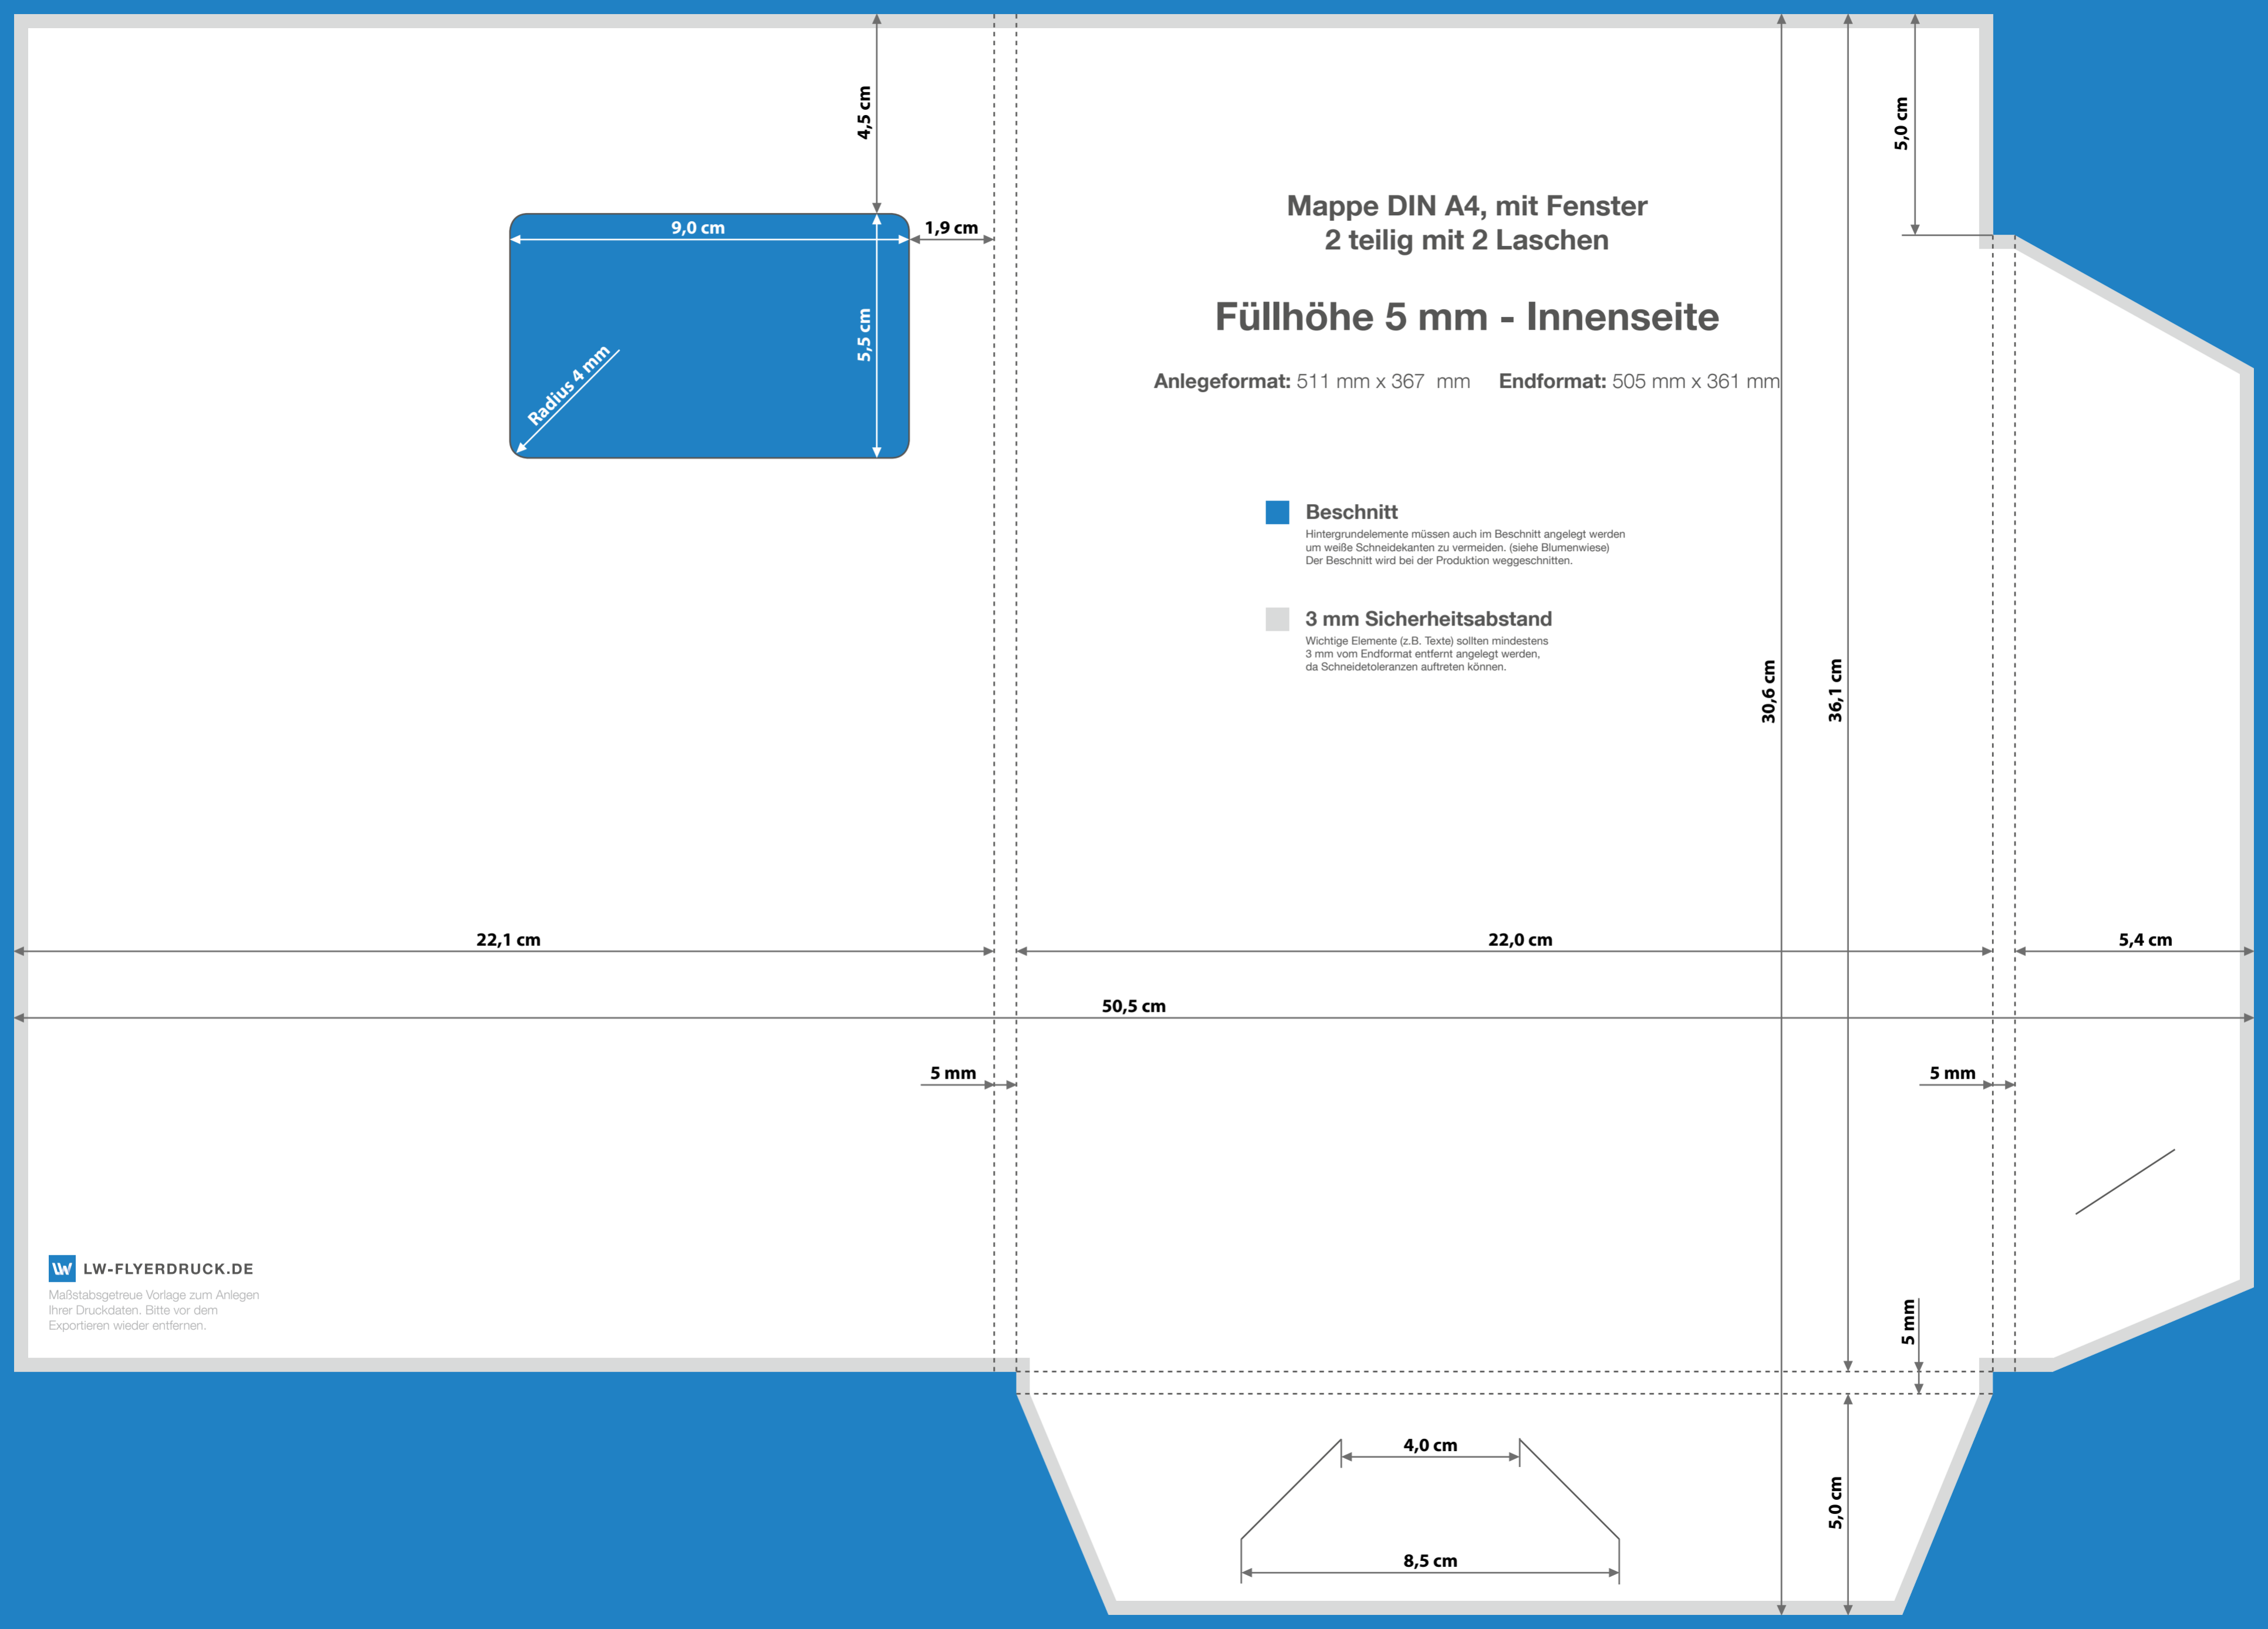 4,5 cm
5,0 cm
Mappe DIN A4, mit Fenster
2 teilig mit 2 Laschen
9,0 cm
1,9 cm
5,5 cm
Radius 4 mm
Füllhöhe 5 mm - Innenseite
Anlegeformat: 511 mm x 367  mm     Endformat: 505 mm x 361 mm
Beschnitt
Hintergrundelemente müssen auch im Beschnitt angelegt werden
um weiße Schneidekanten zu vermeiden. (siehe Blumenwiese)
Der Beschnitt wird bei der Produktion weggeschnitten.
3 mm Sicherheitsabstand
Wichtige Elemente (z.B. Texte) sollten mindestens
3 mm vom Endformat entfernt angelegt werden,
da Schneidetoleranzen auftreten können.
30,6 cm
36,1 cm
22,1 cm
22,0 cm
5,4 cm
50,5 cm
5 mm
5 mm
LW LW-FLYERDRUCK.DE
Maßstabsgetreue Vorlage zum Anlegen
Ihrer Druckdaten. Bitte vor dem
Exportieren wieder entfernen.
5 mm
4,0 cm
5,0 cm
8,5 cm